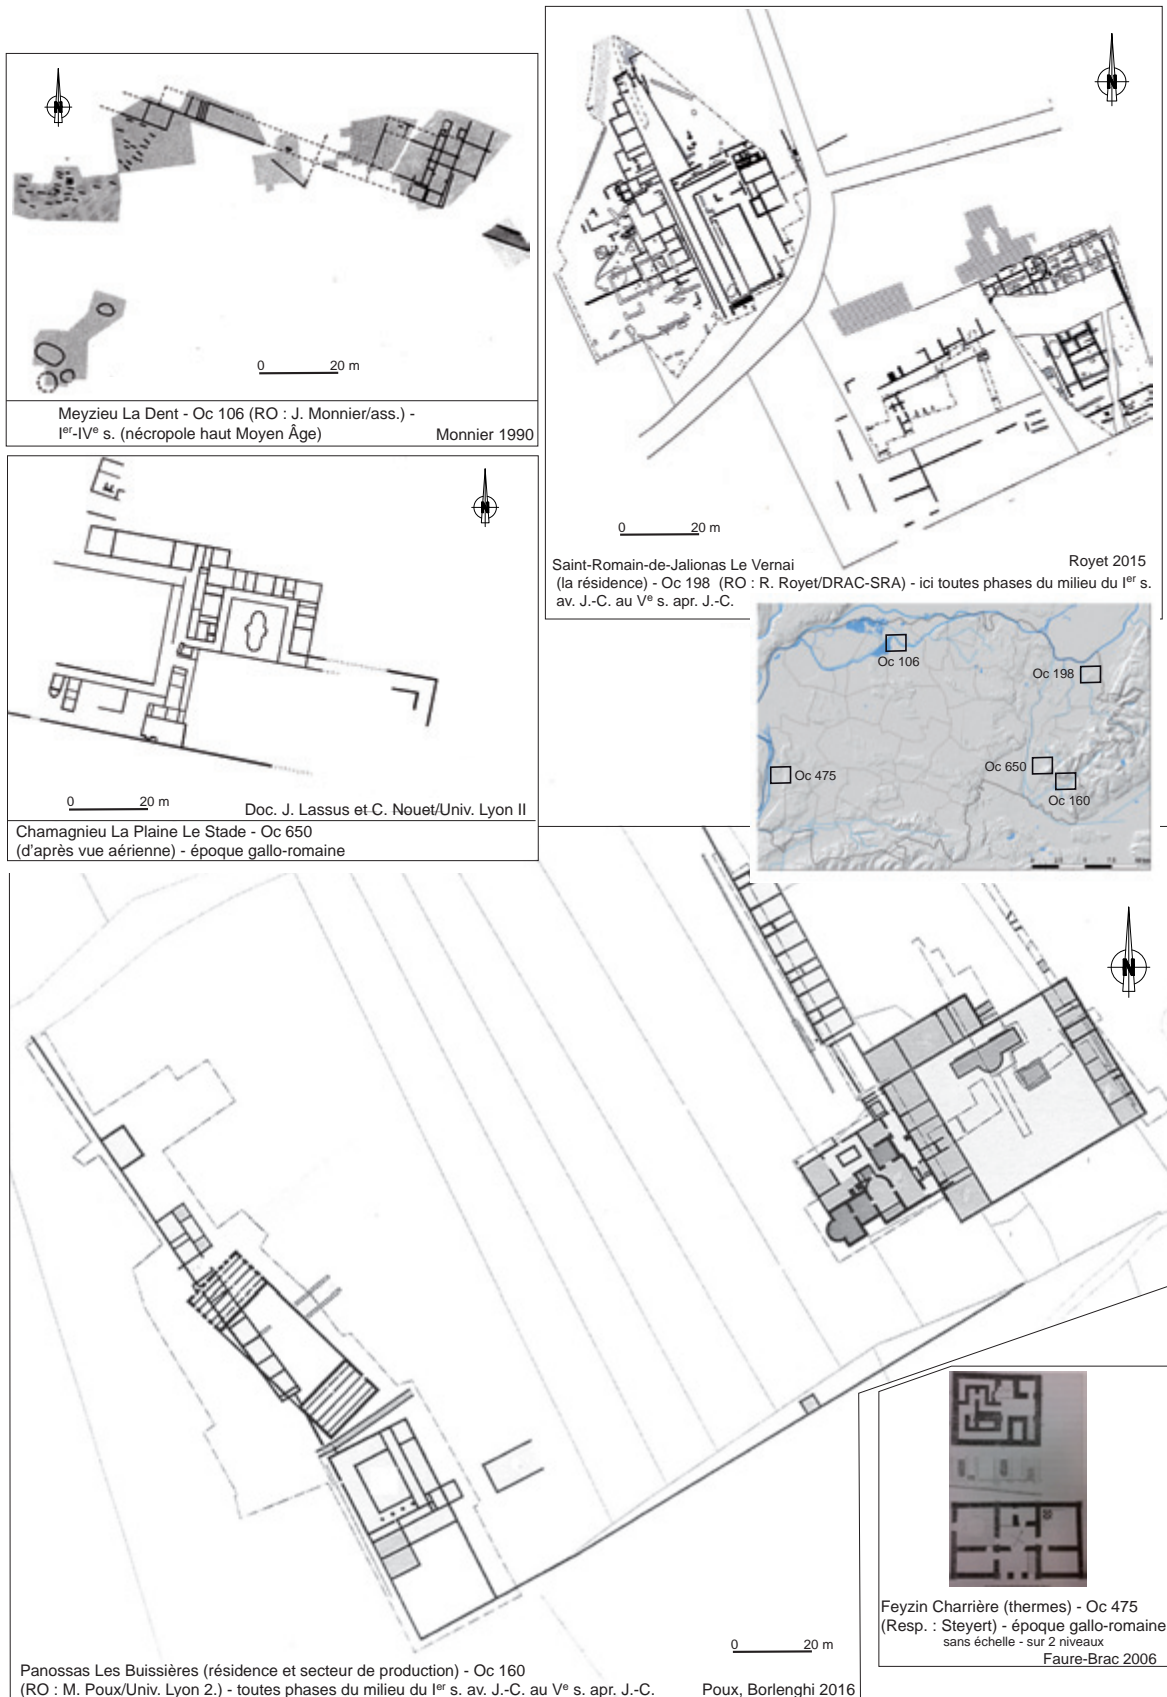 N
0 20 m
Meyzieu La Dent - Oc 106 (RO : J. Monnier/ass.) -
Ier-IVe s. (nécropole haut Moyen Âge) Monnier 1990
N
0 20 m
Saint-Romain-de-Jalionas Le Vernai Royet 2015
(la résidence) - Oc 198 (RO : R. Royet/DRAC-SRA) - ici toutes phases du milieu du Ier s.
av. J.-C. au Ve s. apr. J.-C.
N
0 20 m
Doc. J. Lassus et C. Nouet/Univ. Lyon II
Chamagnieu La Plaine Le Stade - Oc 650
(d'après vue aérienne) - époque gallo-romaine
Oc 106
Oc 198
Oc 650
Oc 475
Oc 160
N
0 20 m
Panossas Les Buissières (résidence et secteur de production) - Oc 160
(RO : M. Poux/Univ. Lyon 2.) - toutes phases du milieu du Ier s. av. J.-C. au Ve s. apr. J.-C. Poux, Borlenghi 2016
Feyzin Charrière (thermes) - Oc 475
(Resp. : Steyert) - époque gallo-romaine
sans échelle - sur 2 niveaux
Faure-Brac 2006